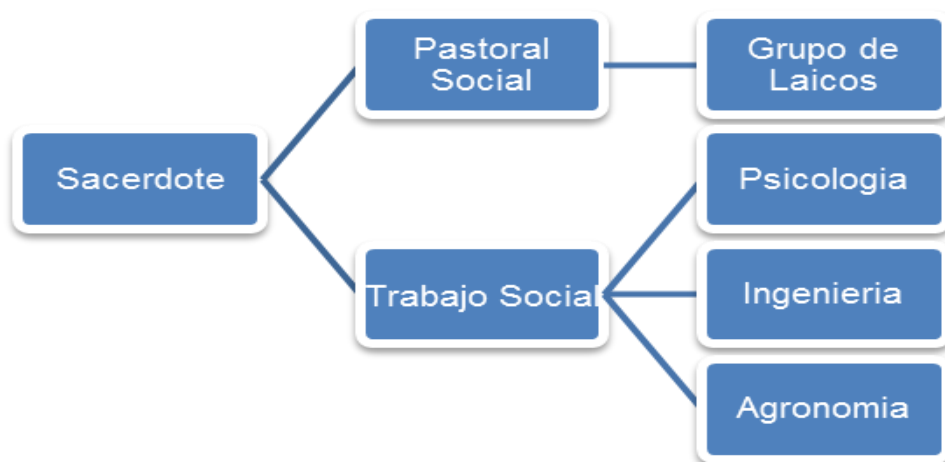 Sacerdote
Pastoral
Social
Grupo de
Laicos
Trabajo Social
Psicologia
Ingenieria
Agronomia